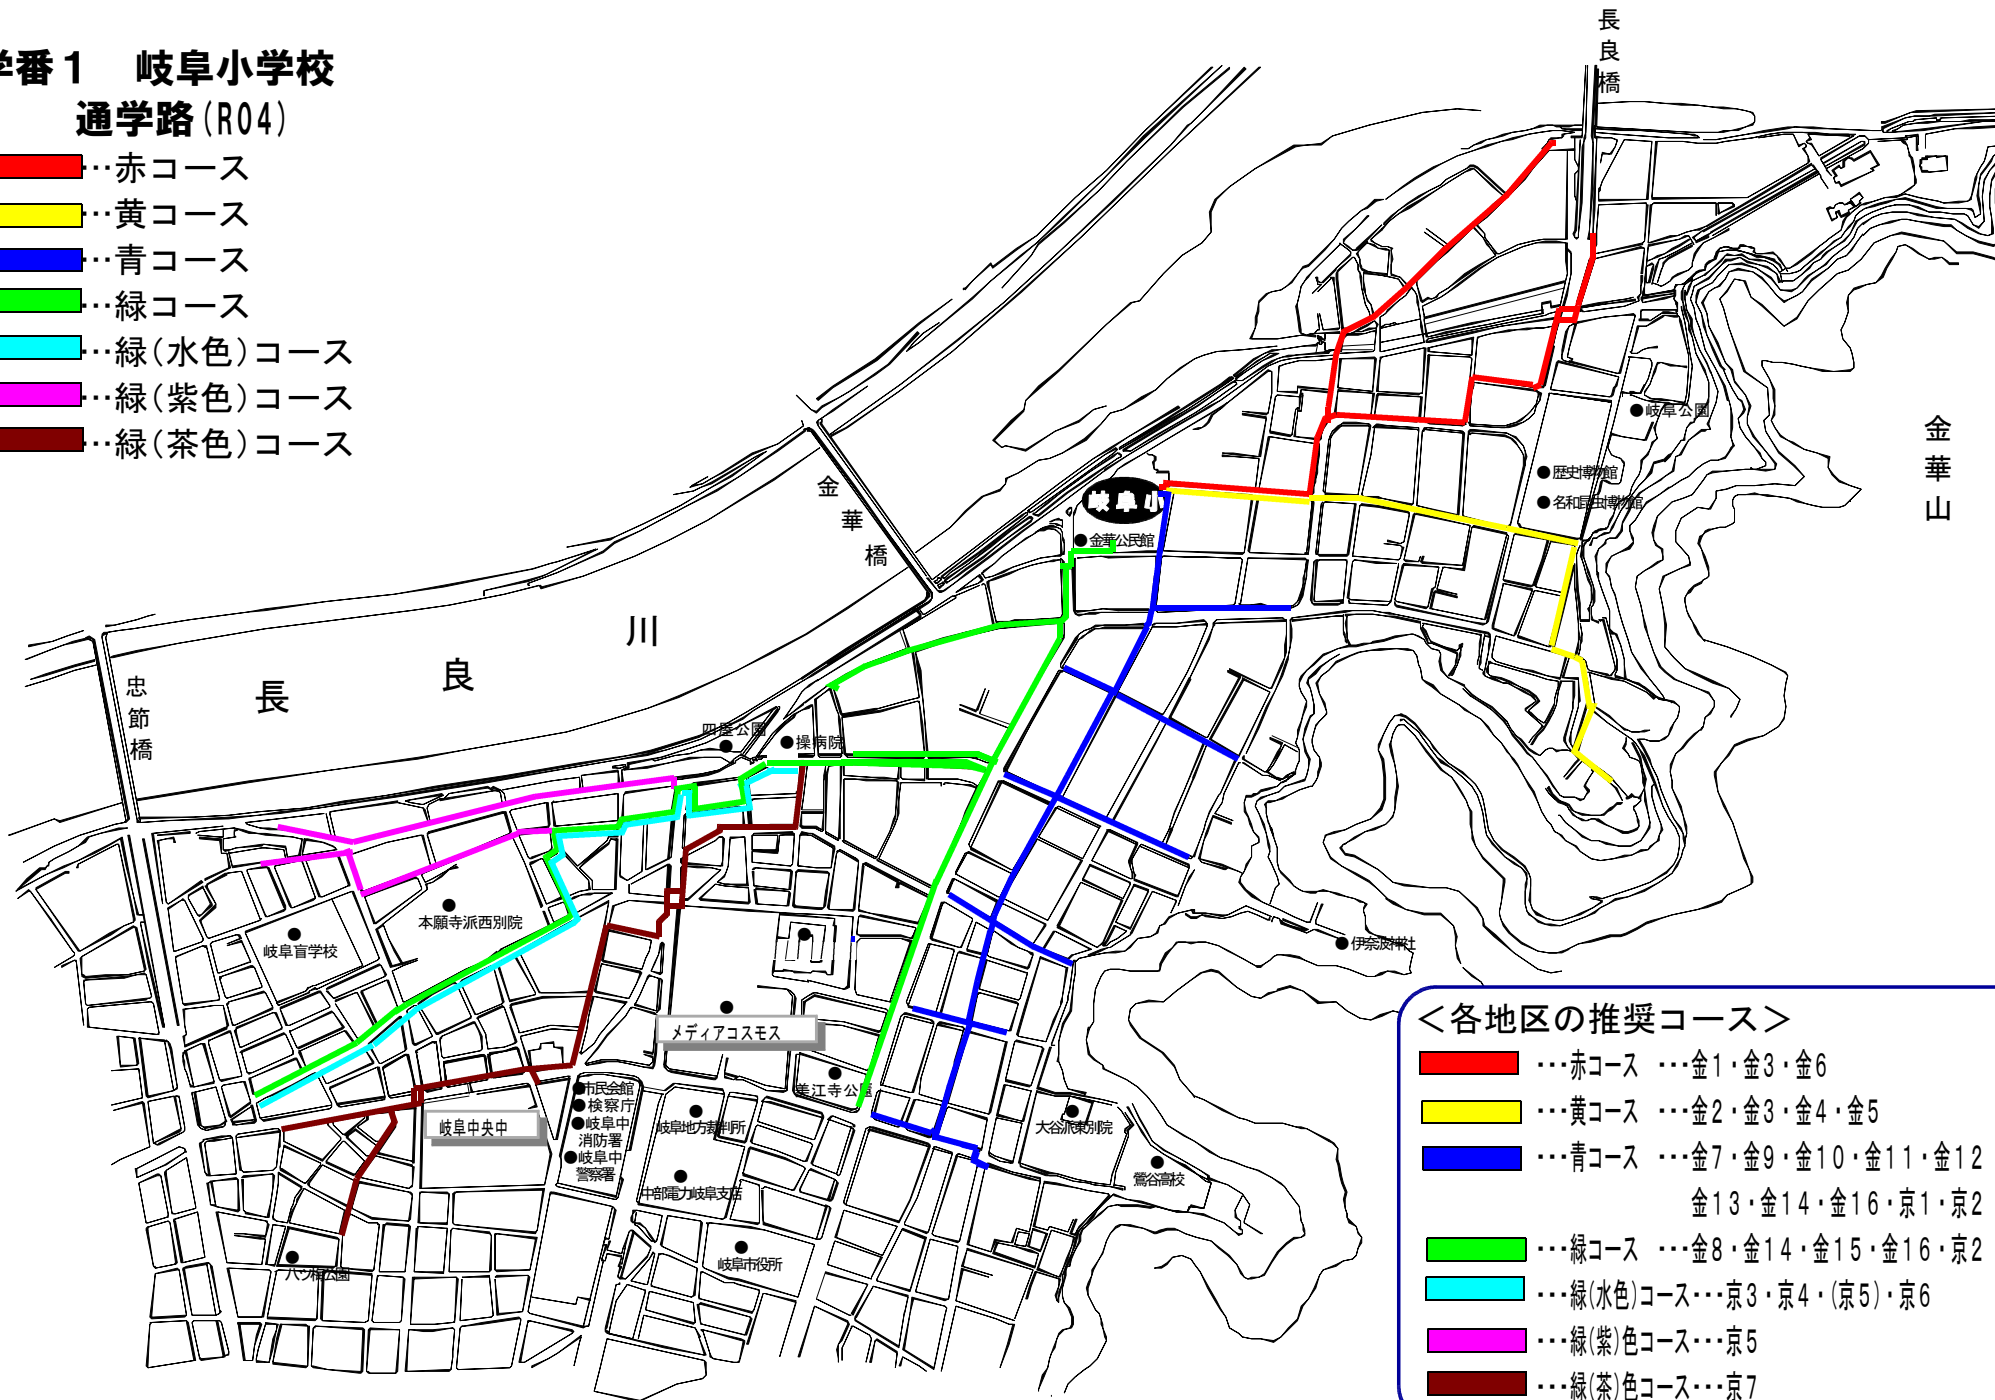 学番１　岐阜小学校
通学路(R04)
…赤コース
…黄コース
…青コース
…緑コース
…緑(水色)コース
…緑(紫色)コース
…緑(茶色)コース
長良橋
金華山
岐阜公園
歴史博物館
名和昆虫博物館
岐阜小
金華公民館
金華橋
長良川
忠節橋
四屋公園
操病院
本願寺派西別院
岐阜盲学校
伊奈波神社
メディアコスモス
美江寺公園
市民会館
検察庁
岐阜中
消防署
岐阜中
警察署
岐阜地方裁判所
岐阜中央中
大谷派東別院
鶯谷高校
中部電力岐阜支店
岐阜市役所
八ツ梅公園
＜各地区の推奨コース＞
…赤コース　…金1・金3・金6
…黄コース　…金2・金3・金4・金5
…青コース　…金7・金9・金10・金11・金12
金13・金14・金16・京1・京2
…緑コース　…金8・金14・金15・金16・京2
…緑(水色)コース…京3・京4・(京5)・京6
…緑(紫)色コース…京5
…緑(茶)色コース…京7